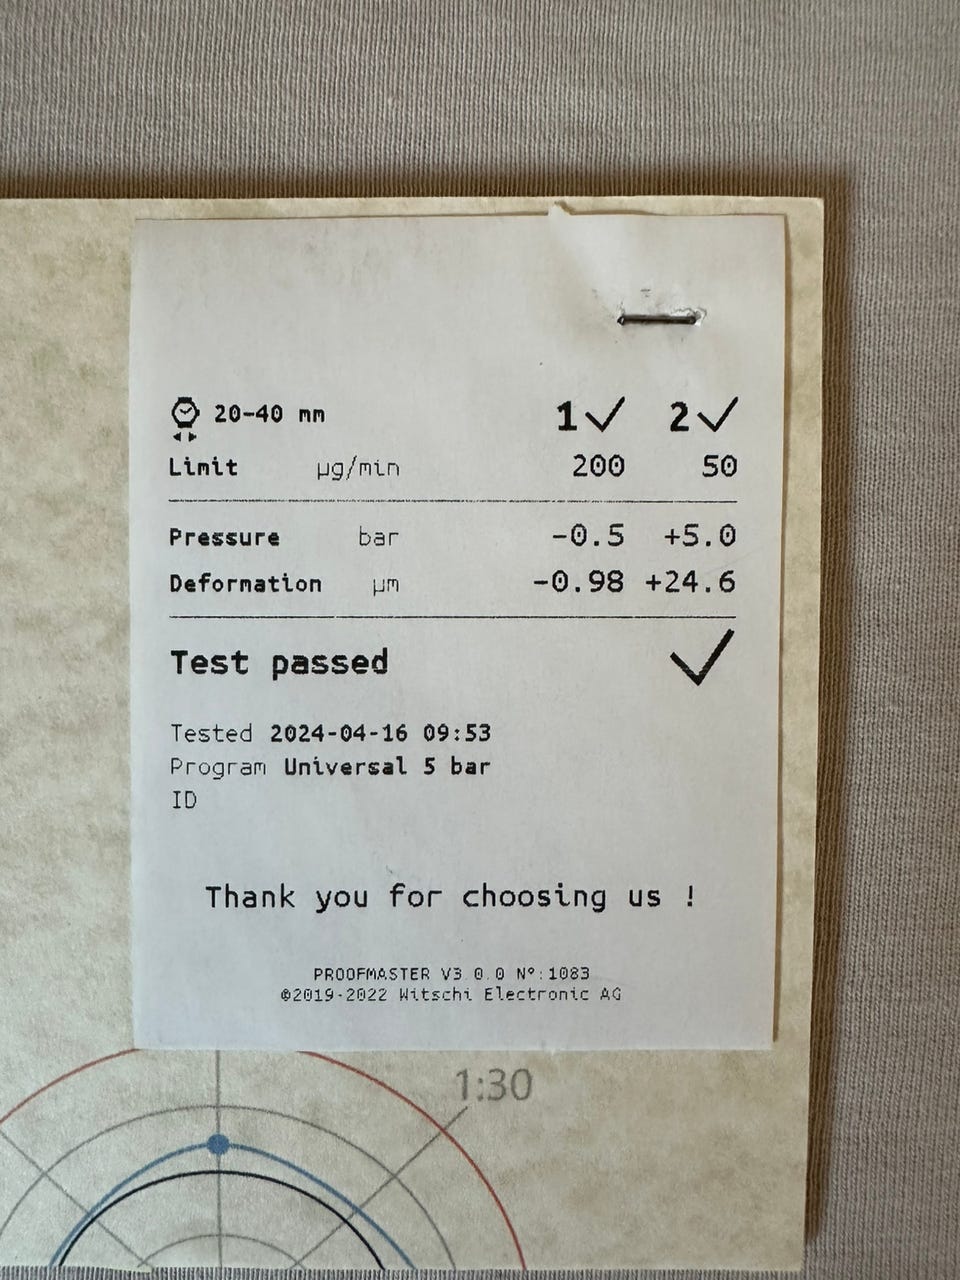 20-40 mm 1✓ 2✓
Limit µg/min 200 50
Pressure bar -0.5 +5.0
Deformation µm -0.98 +24.6
Test passed ✓
Tested 2024-04-16 09:53
Program Universal 5 bar
ID
Thank you for choosing us !
PROOFMASTER V3.0.0 N°:1083
©2019-2022 Witschi Electronic AG
1:30